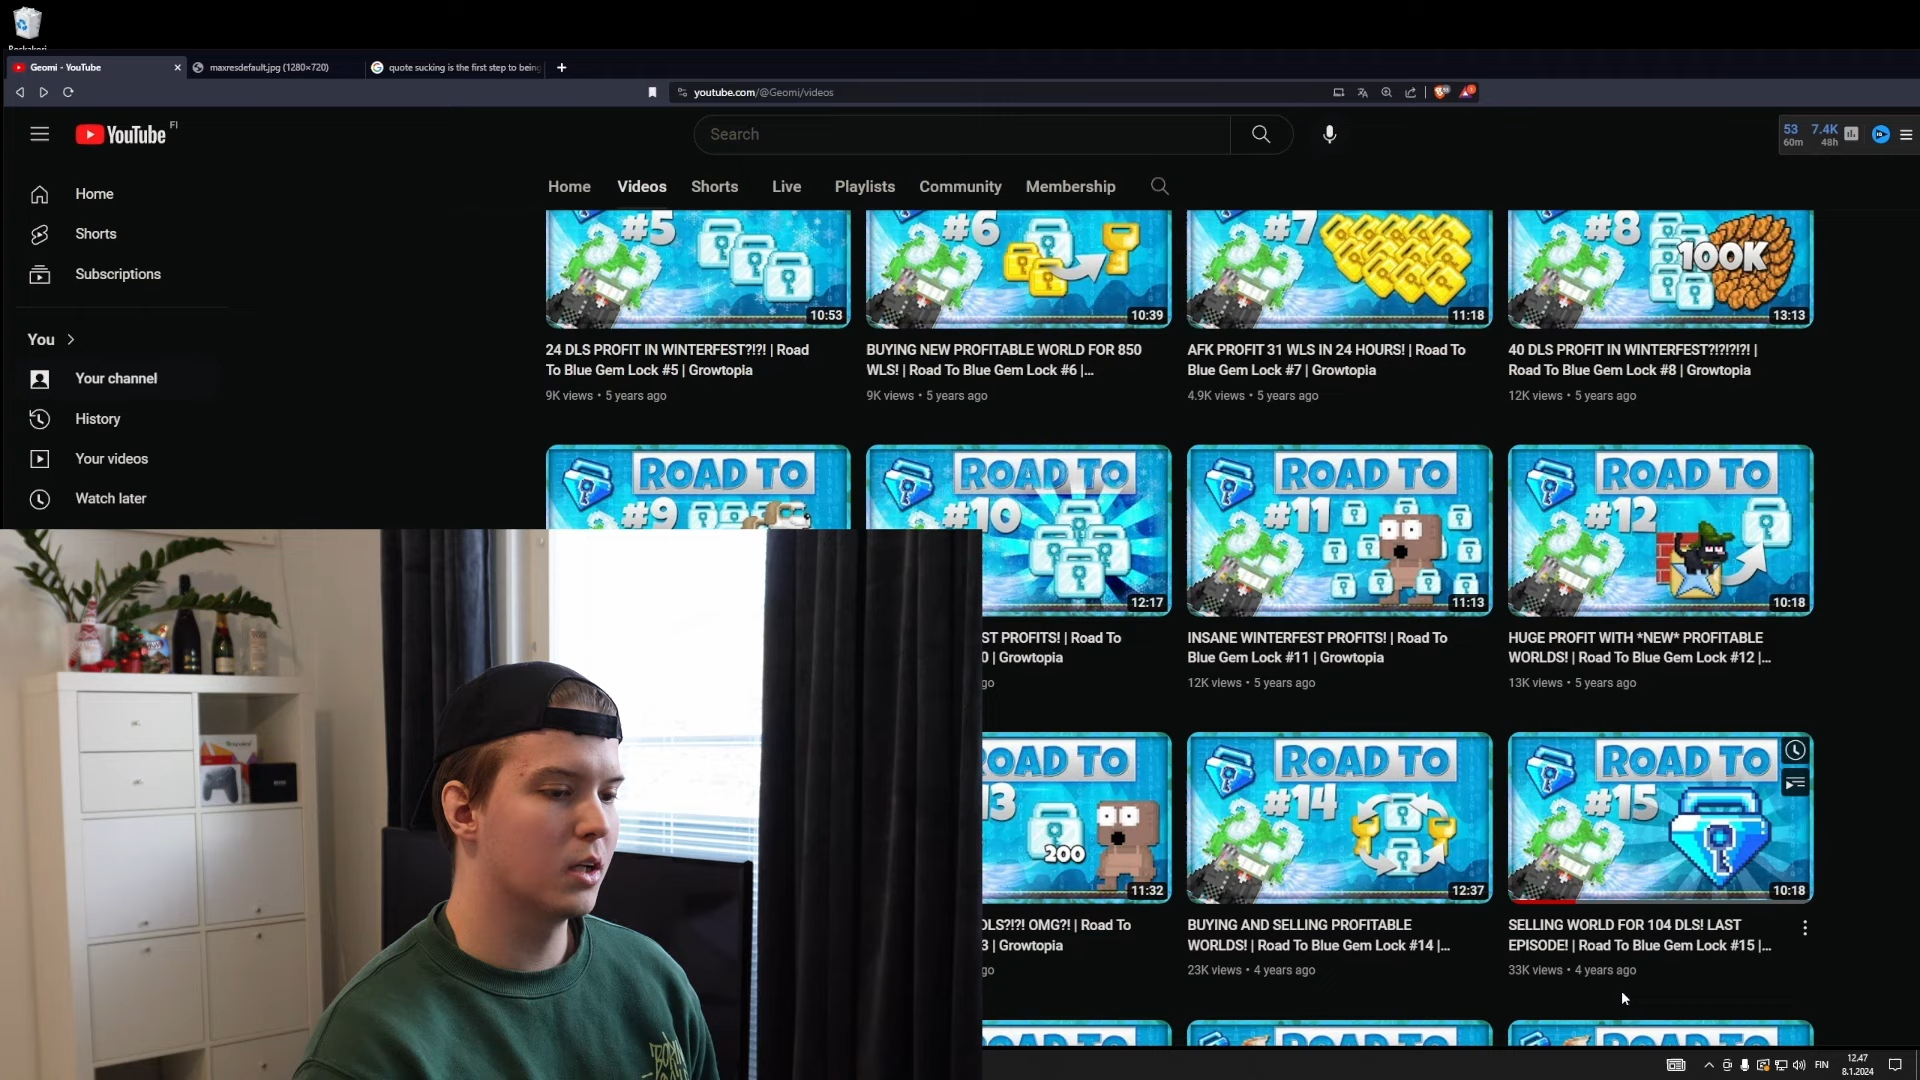 Geomi - YouTube
maxresdefault.jpg (1280×720)
quote sucking is the first step to being
youtube.com/@Geomi/videos
YouTube FI
Search
53 7.4K
60m 48h
Home
Videos
Shorts
Live
Playlists
Community
Membership
Home
Shorts
Subscriptions
You
Your channel
History
Your videos
Watch later
#5
10:53
24 DLS PROFIT IN WINTERFEST?!?! | Road
To Blue Gem Lock #5 | Growtopia
9K views • 5 years ago
#6
10:39
BUYING NEW PROFITABLE WORLD FOR 850
WLS! | Road To Blue Gem Lock #6 |...
9K views • 5 years ago
#7
11:18
AFK PROFIT 31 WLS IN 24 HOURS! | Road To
Blue Gem Lock #7 | Growtopia
4.9K views • 5 years ago
#8
100K
13:13
40 DLS PROFIT IN WINTERFEST?!?!?!?! |
Road To Blue Gem Lock #8 | Growtopia
12K views • 5 years ago
ROAD TO
#9
ROAD TO
#10
12:17
ST PROFITS! | Road To
0 | Growtopia
go
ROAD TO
#11
11:13
INSANE WINTERFEST PROFITS! | Road To
Blue Gem Lock #11 | Growtopia
12K views • 5 years ago
ROAD TO
#12
10:18
HUGE PROFIT WITH *NEW* PROFITABLE
WORLDS! | Road To Blue Gem Lock #12 |...
13K views • 5 years ago
OAD TO
3
200
11:32
DLS?!?! OMG?! | Road To
3 | Growtopia
go
ROAD TO
#14
12:37
BUYING AND SELLING PROFITABLE
WORLDS! | Road To Blue Gem Lock #14 |...
23K views • 4 years ago
ROAD TO
#15
10:18
SELLING WORLD FOR 104 DLS! LAST
EPISODE! | Road To Blue Gem Lock #15 |...
33K views • 4 years ago
ROAD TO
ROAD TO
ROAD TO
FIN
12.47
8.1.2024